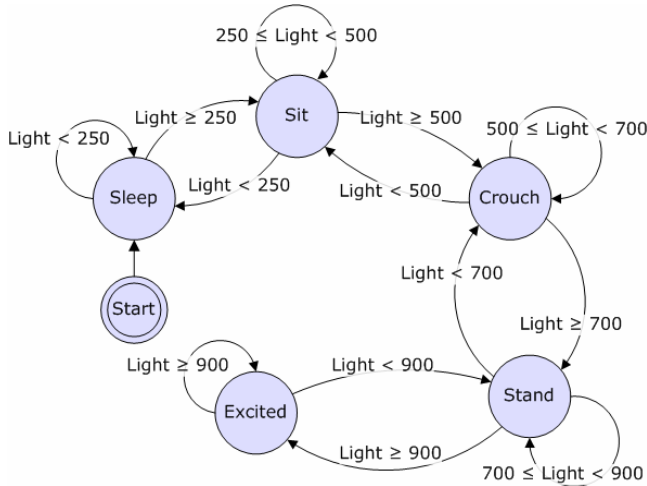 250 ≤ Light < 500
Sit
Light ≥ 250
Light ≥ 500
Light < 250
500 ≤ Light < 700
Light < 250
Light < 500
Sleep
Crouch
Light < 700
Start
Light ≥ 700
Light ≥ 900
Light < 900
Excited
Stand
Light ≥ 900
700 ≤ Light < 900